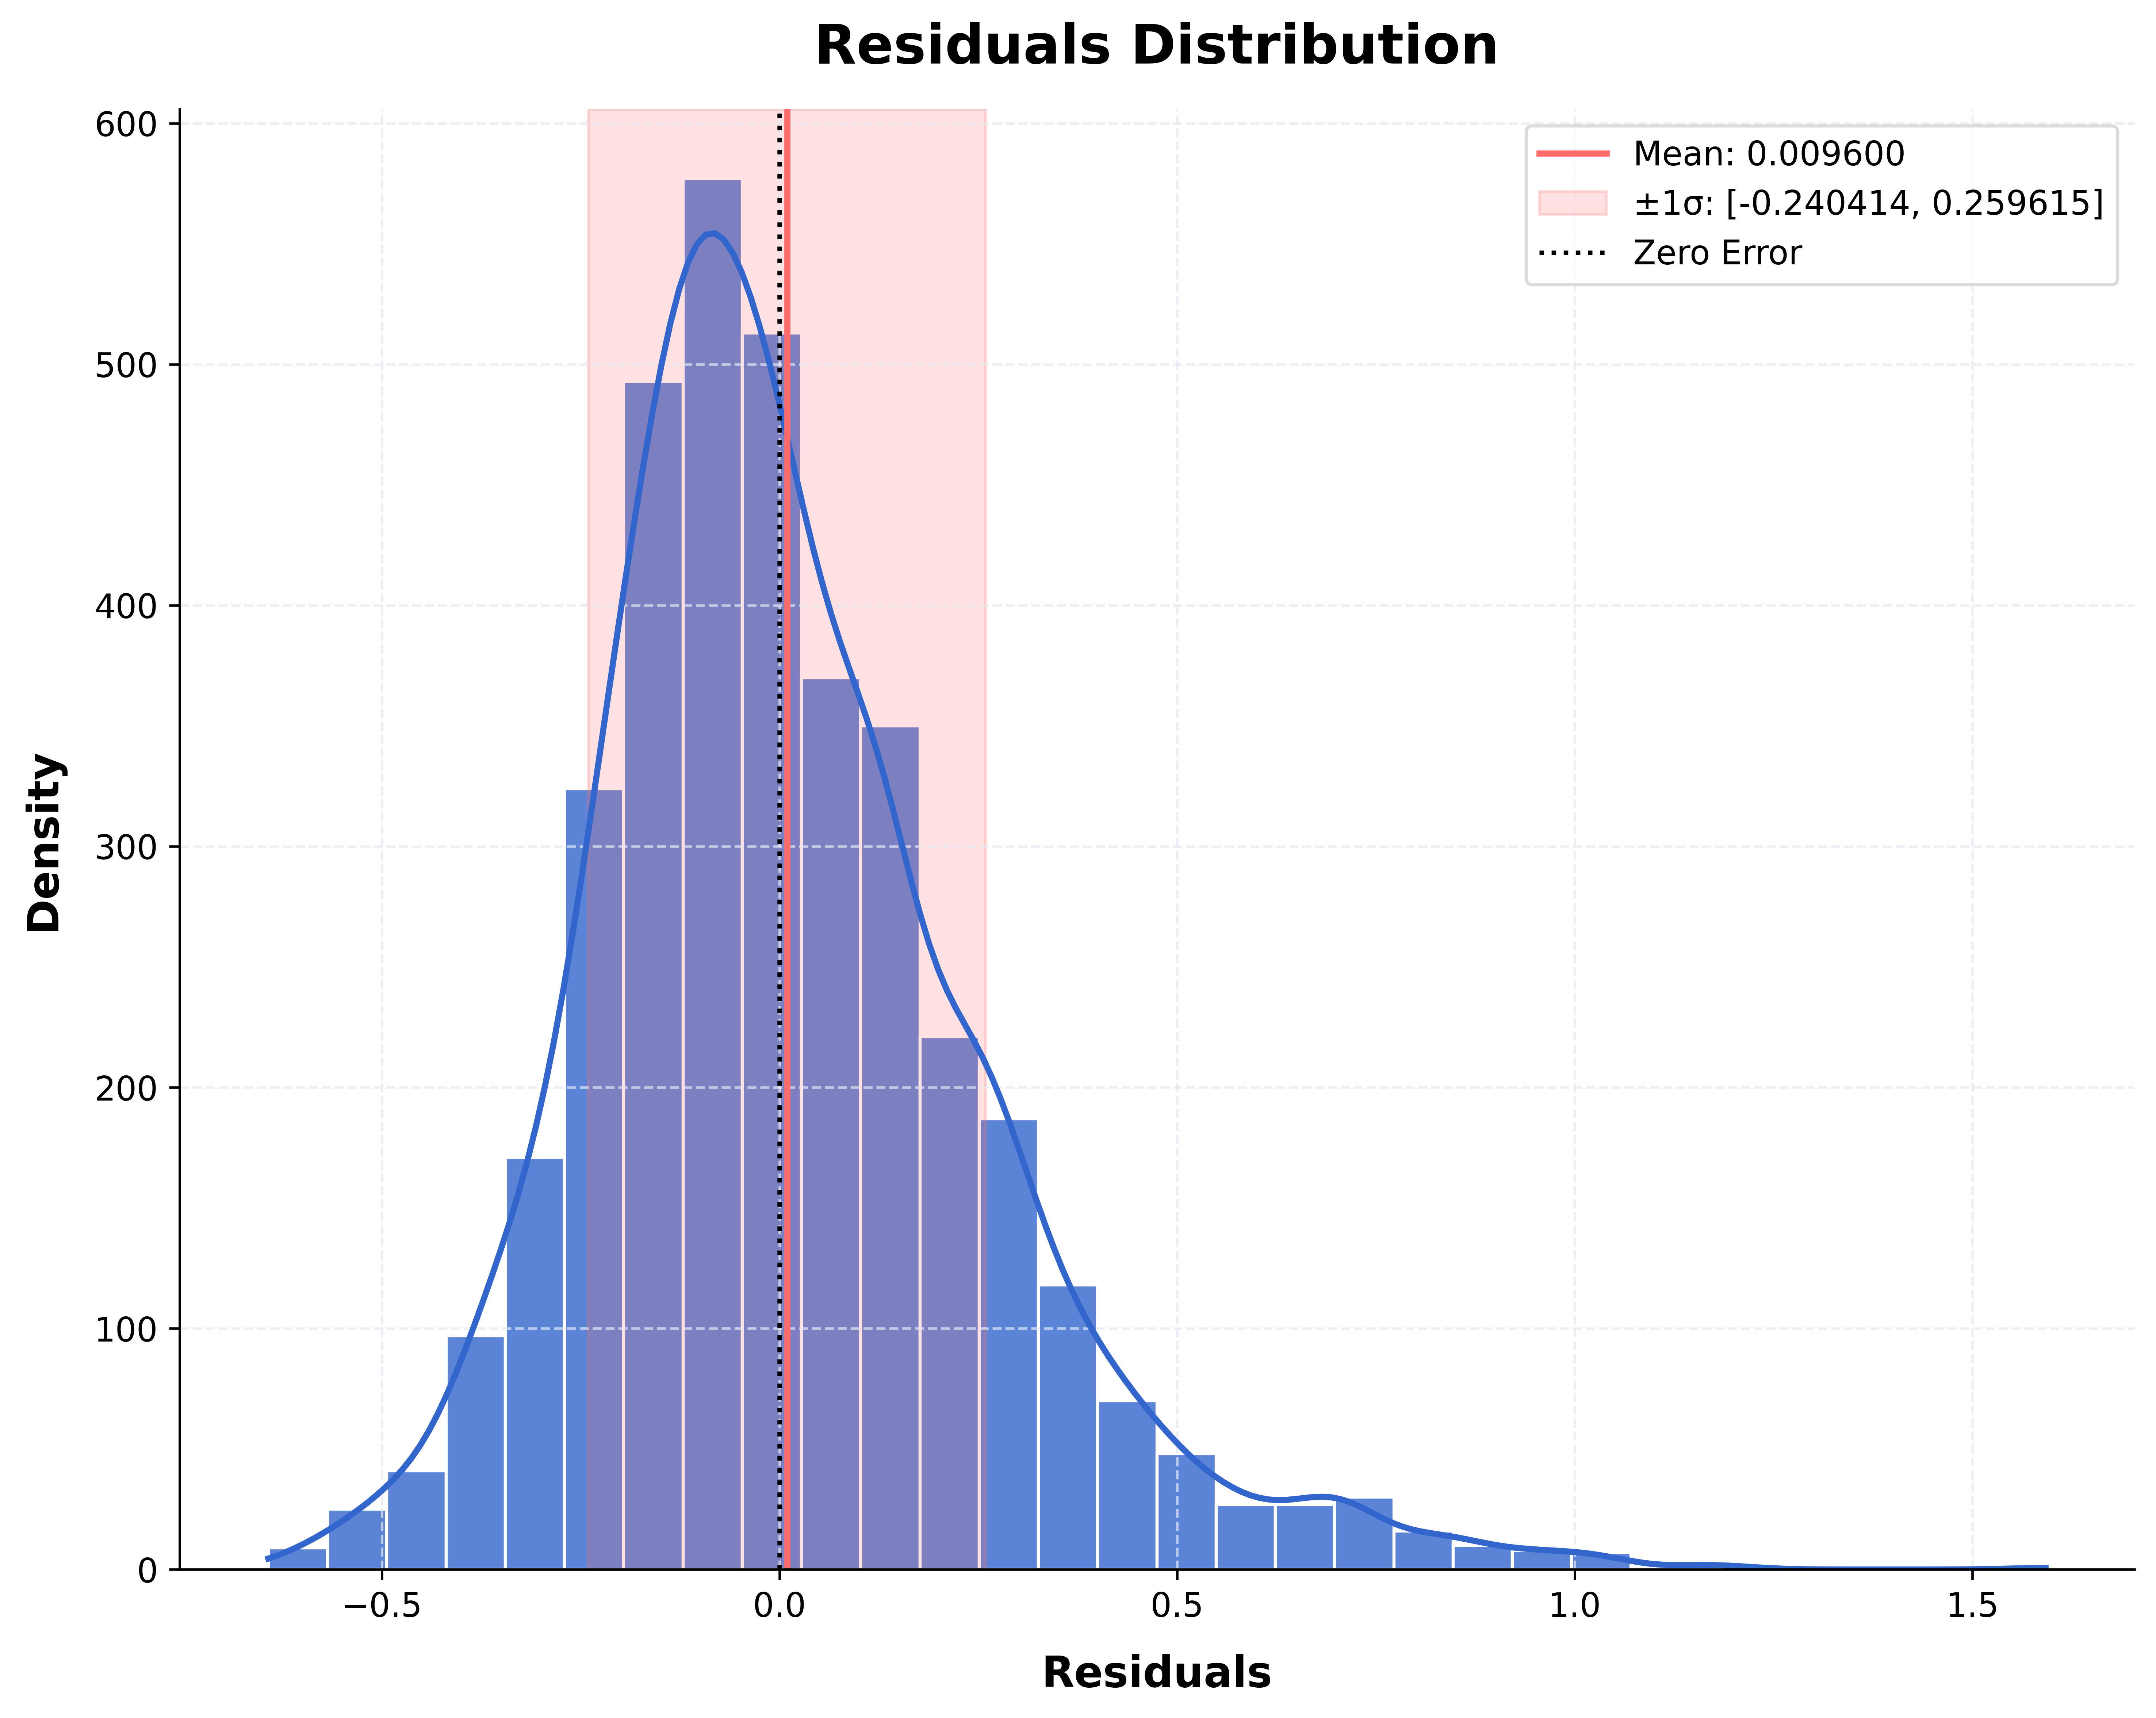 Residuals Distribution
Mean: 0.009600
±1σ: [-0.240414, 0.259615]
Zero Error
Density
600
500
400
300
200
100
0
−0.5
0.0
0.5
1.0
1.5
Residuals